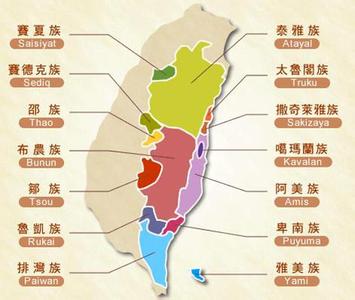 賽夏族
Saisiyat
賽德克族
Sediq
邵族
Thao
布農族
Bunun
鄒族
Tsou
魯凱族
Rukai
排灣族
Paiwan
泰雅族
Atayal
太魯閣族
Truku
撒奇萊雅族
Sakizaya
噶瑪蘭族
Kavalan
阿美族
Amis
卑南族
Puyuma
雅美族
Yami